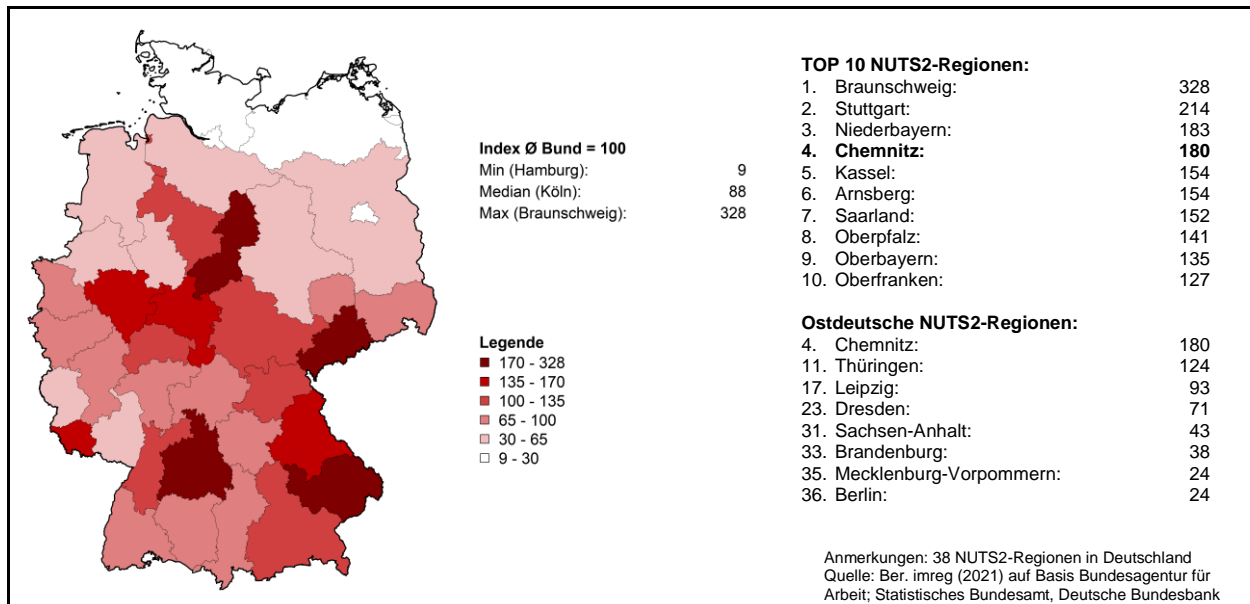 Index Ø Bund = 100
Min (Hamburg): 9
Median (Köln): 88
Max (Braunschweig): 328
Legende
170 - 328
135 - 170
100 - 135
65 - 100
30 - 65
9 - 30
TOP 10 NUTS2-Regionen:
1. Braunschweig: 328
2. Stuttgart: 214
3. Niederbayern: 183
4. Chemnitz: 180
5. Kassel: 154
6. Arnsberg: 154
7. Saarland: 152
8. Oberpfalz: 141
9. Oberbayern: 135
10. Oberfranken: 127
Ostdeutsche NUTS2-Regionen:
4. Chemnitz: 180
11. Thüringen: 124
17. Leipzig: 93
23. Dresden: 71
31. Sachsen-Anhalt: 43
33. Brandenburg: 38
35. Mecklenburg-Vorpommern: 24
36. Berlin: 24
Anmerkungen: 38 NUTS2-Regionen in Deutschland
Quelle: Ber. imreg (2021) auf Basis Bundesagentur für
Arbeit; Statistisches Bundesamt, Deutsche Bundesbank